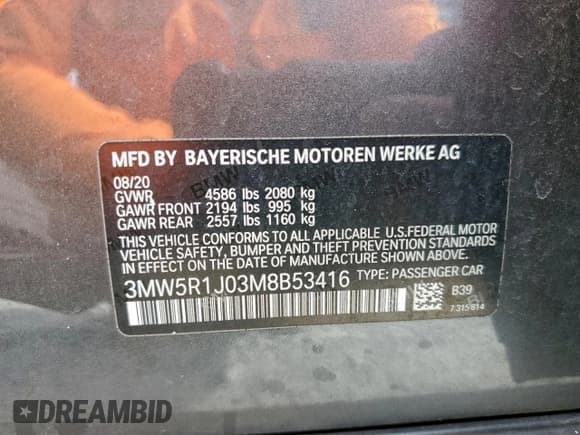 MFD BY BAYERISCHE MOTOREN WERKE AG
08/20
GVWR 4586 lbs 2080 kg
GAWR FRONT 2194 lbs 995 kg
GAWR REAR 2557 lbs 1160 kg
THIS VEHICLE CONFORMS TO ALL APPLICABLE U.S.FEDERAL MOTOR
VEHICLE SAFETY, BUMPER, AND THEFT PREVENTION STANDARDS
IN EFFECT ON THE DATE OF MANUFACTURE SHOWN ABOVE.
3MW5R1J03M8B53416 TYPE: PASSENGER CAR
B39
7 315 814
DREAMBID